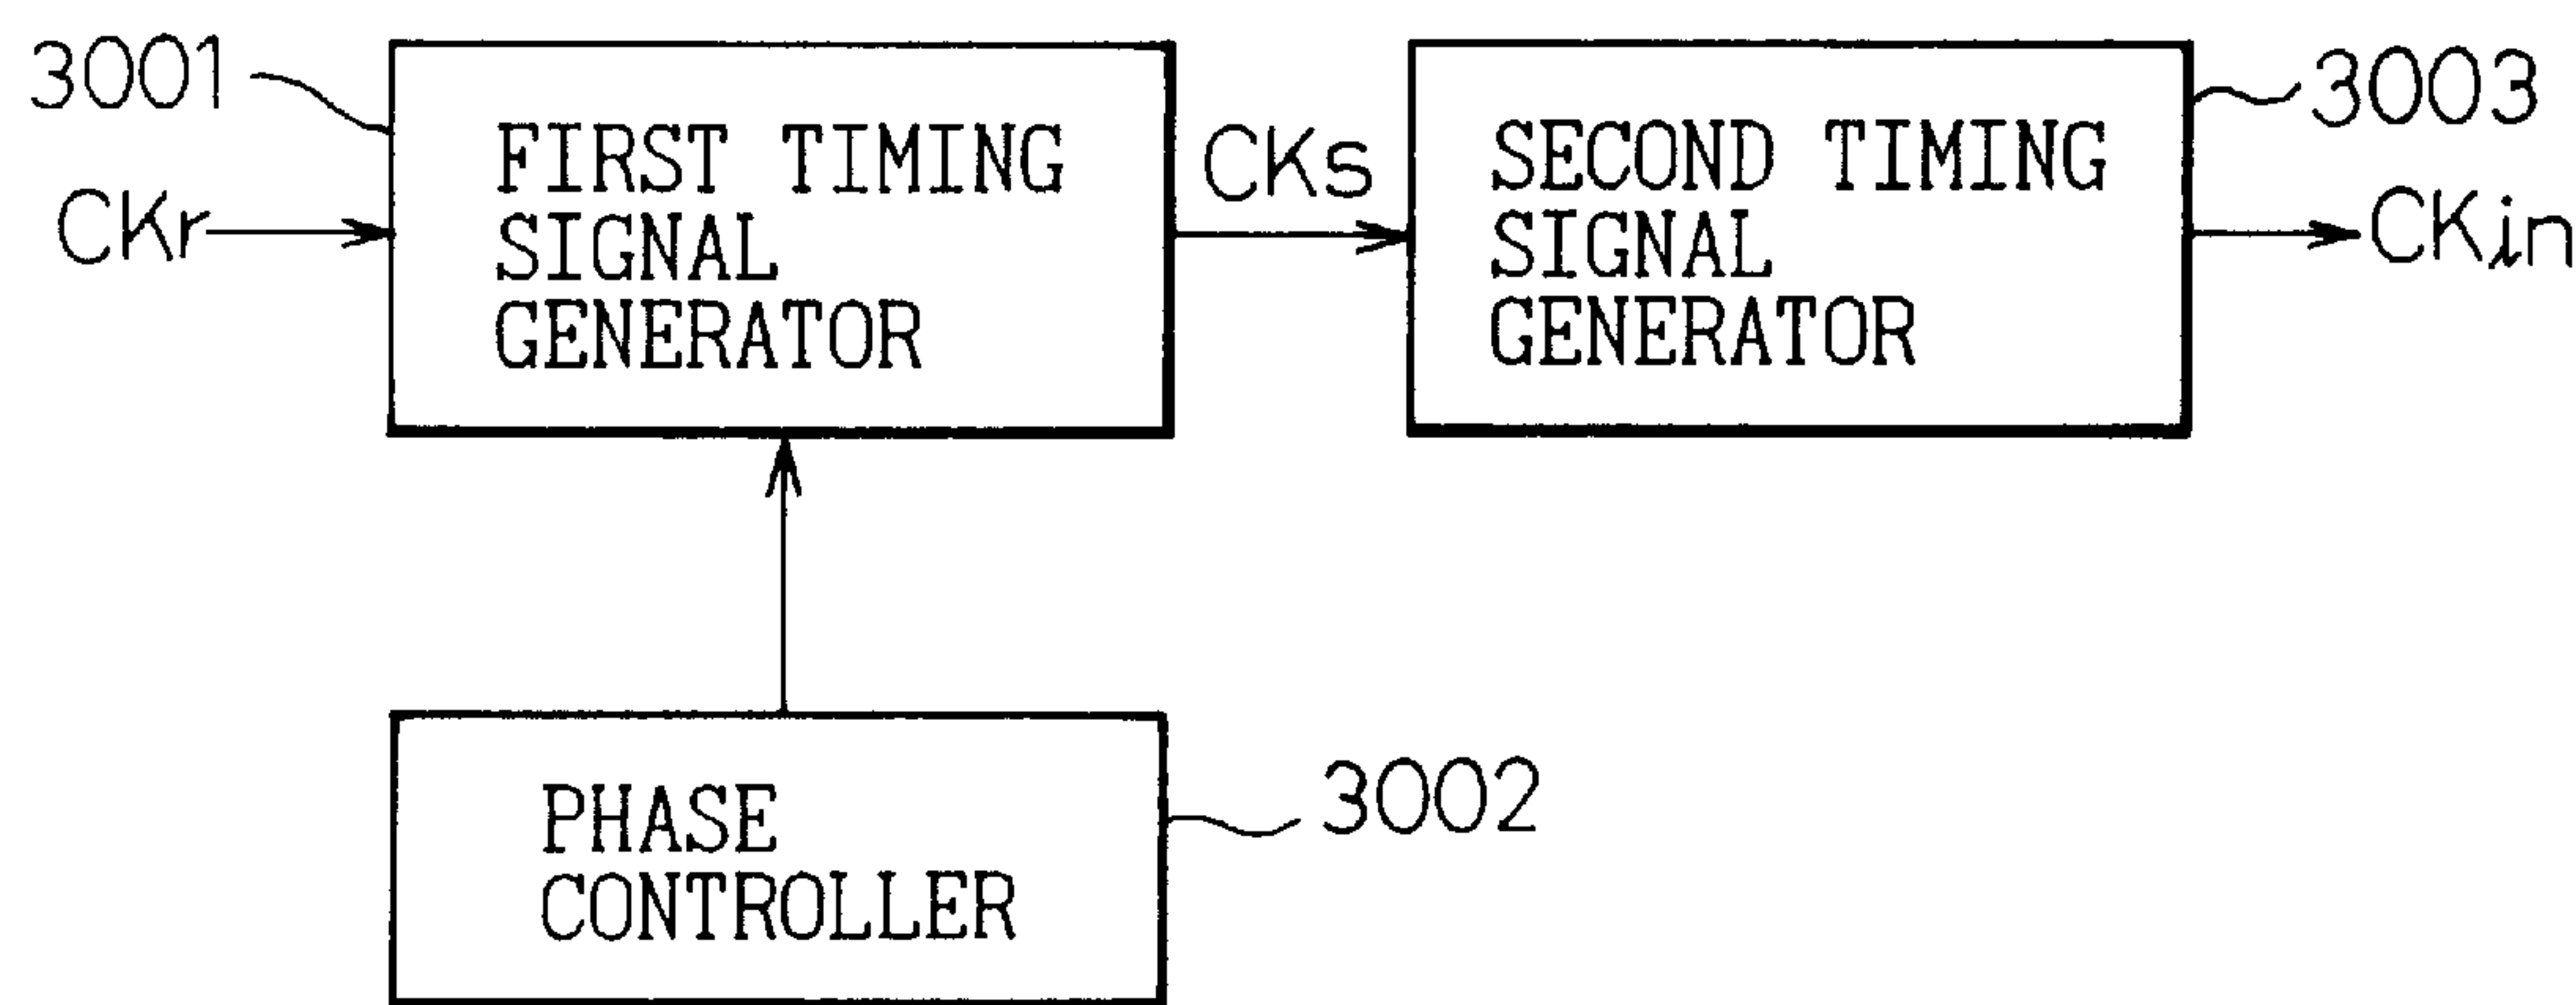 3001
FIRST TIMING
SIGNAL
GENERATOR
CKr
CKs
SECOND TIMING
SIGNAL
GENERATOR
3003
CKin
PHASE
CONTROLLER
3002